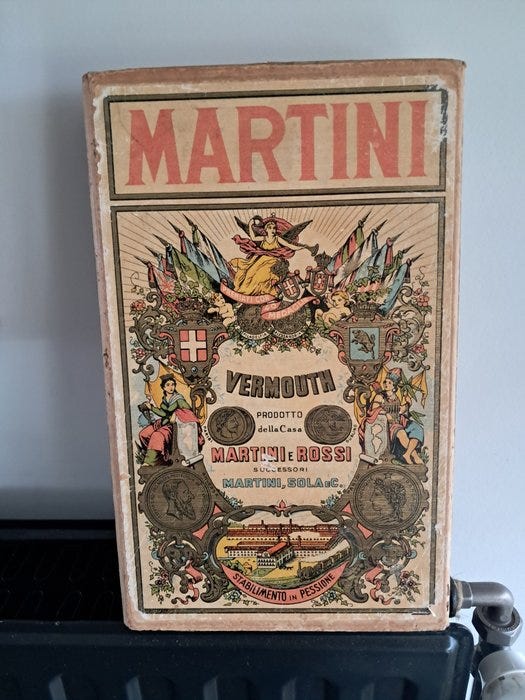 MARTINI
VERMOUTH
PRODOTTO
della Casa
MARTINI E ROSSI
SUCCESSORI
MARTINI, SOLA E C.
STABILIMENTO IN PESSIONE